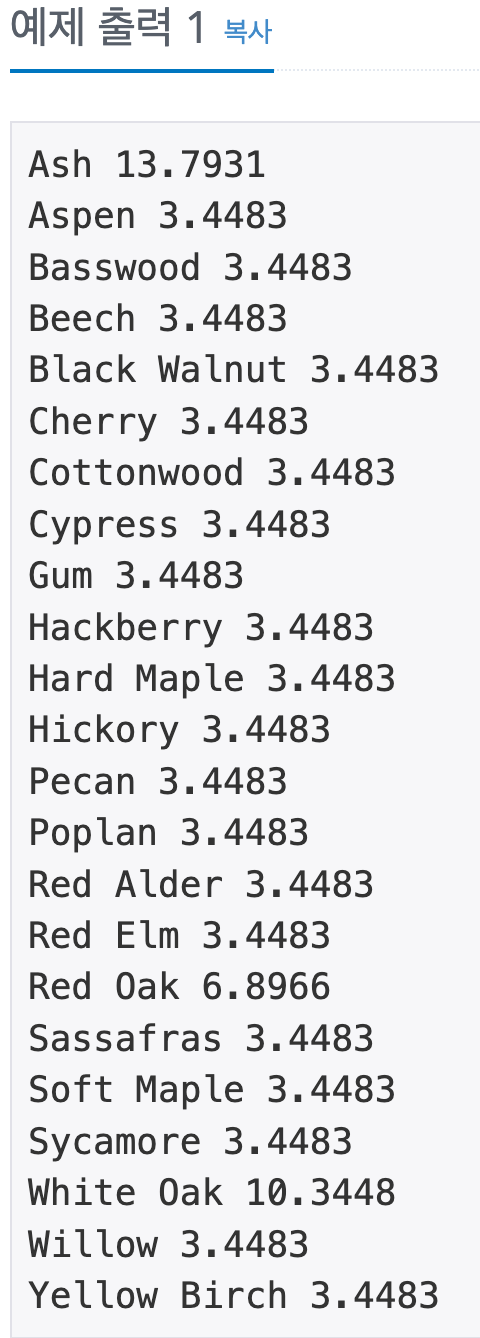 예제 출력 1 복사
Ash 13.7931
Aspen 3.4483
Basswood 3.4483
Beech 3.4483
Black Walnut 3.4483
Cherry 3.4483
Cottonwood 3.4483
Cypress 3.4483
Gum 3.4483
Hackberry 3.4483
Hard Maple 3.4483
Hickory 3.4483
Pecan 3.4483
Poplan 3.4483
Red Alder 3.4483
Red Elm 3.4483
Red Oak 6.8966
Sassafras 3.4483
Soft Maple 3.4483
Sycamore 3.4483
White Oak 10.3448
Willow 3.4483
Yellow Birch 3.4483